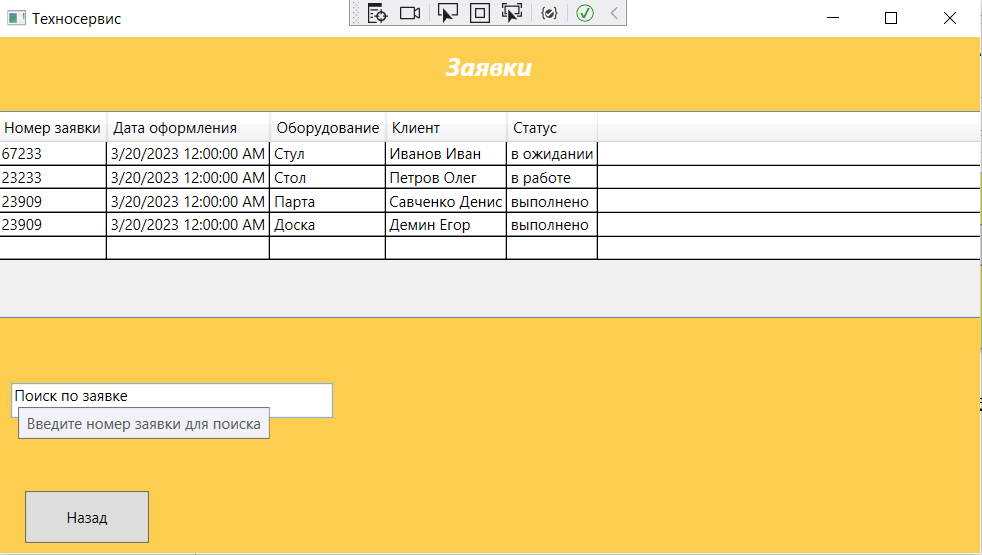 Техносервис
Заявки
Номер заявки Дата оформления Оборудование Клиент Статус
67233 3/20/2023 12:00:00 AM Стул Иванов Иван в ожидании
23233 3/20/2023 12:00:00 AM Стол Петров Олег в работе
23909 3/20/2023 12:00:00 AM Парта Савченко Денис выполнено
23909 3/20/2023 12:00:00 AM Доска Демин Егор выполнено
Поиск по заявке
Введите номер заявки для поиска
Назад